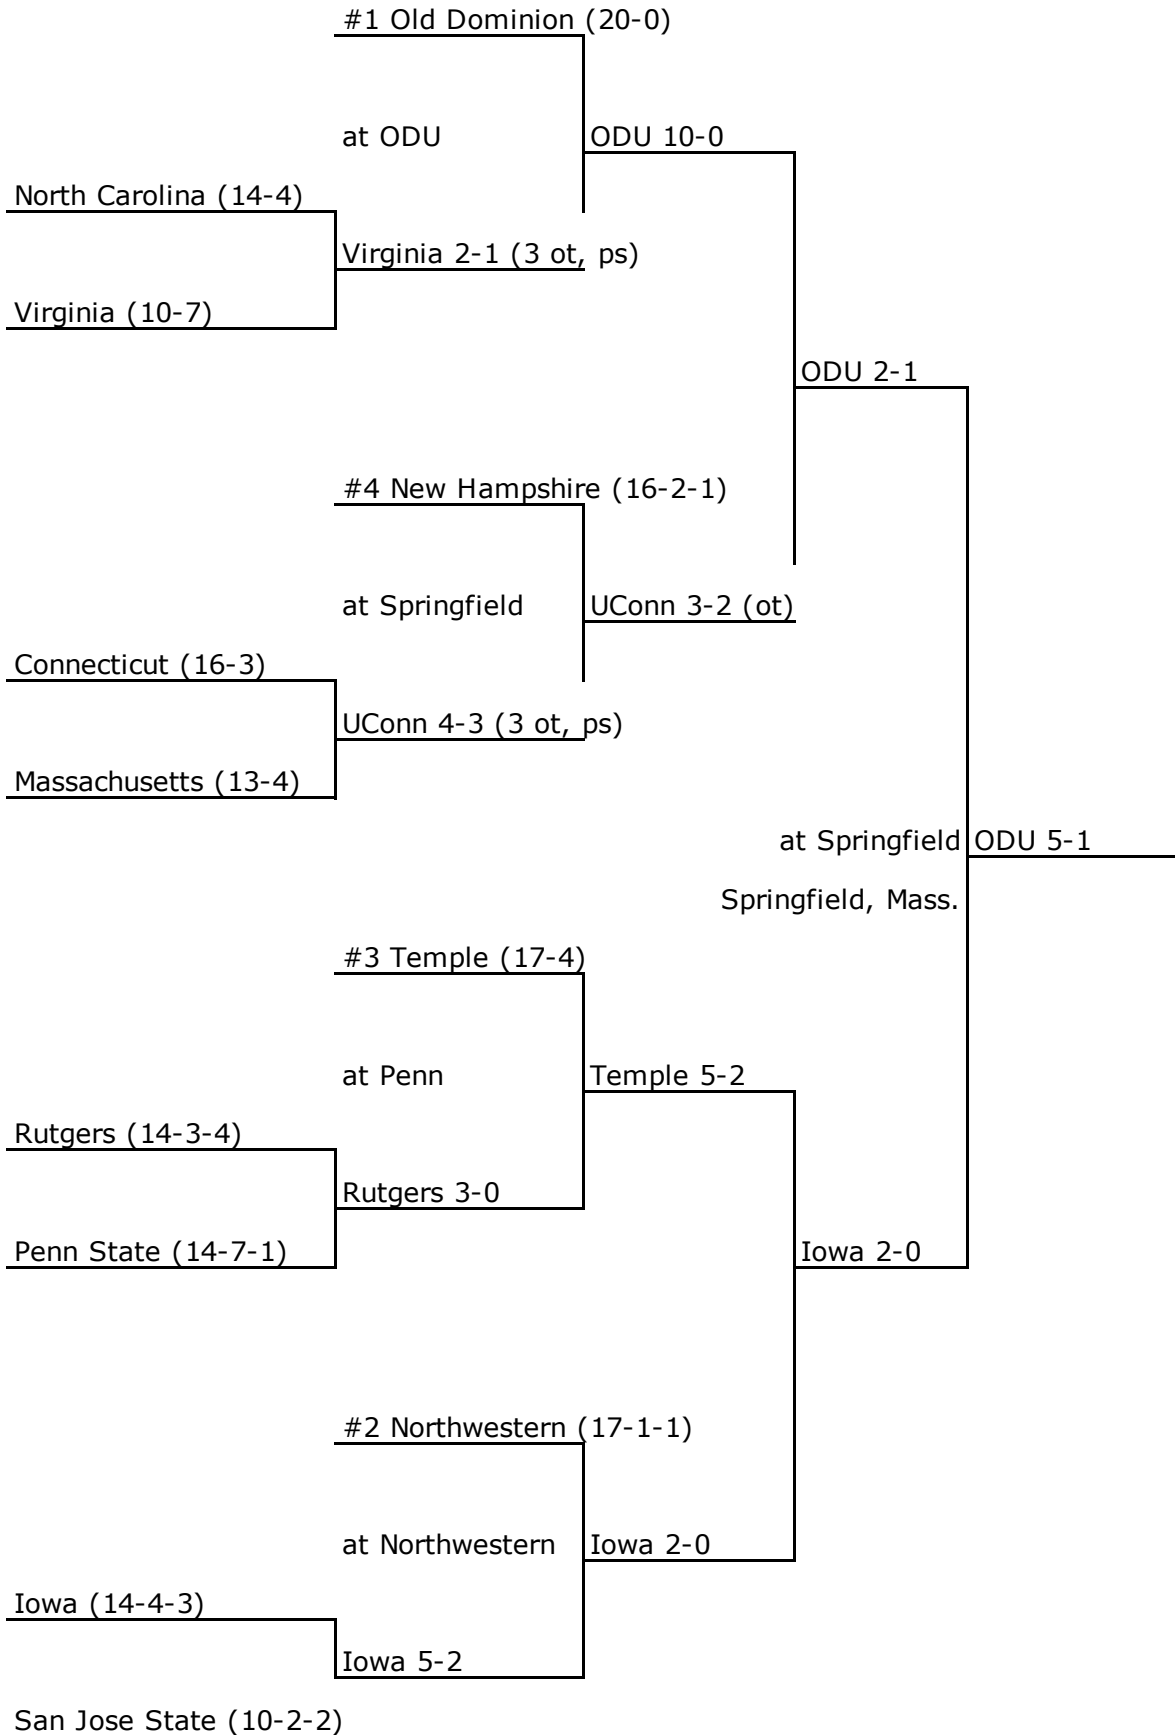 #1 Old Dominion (20-0)
at ODU
ODU 10-0
North Carolina (14-4)
Virginia 2-1 (3 ot, ps)
Virginia (10-7)
ODU 2-1
#4 New Hampshire (16-2-1)
at Springfield
UConn 3-2 (ot)
Connecticut (16-3)
UConn 4-3 (3 ot, ps)
Massachusetts (13-4)
at Springfield
ODU 5-1
Springfield, Mass.
#3 Temple (17-4)
at Penn
Temple 5-2
Rutgers (14-3-4)
Rutgers 3-0
Penn State (14-7-1)
Iowa 2-0
#2 Northwestern (17-1-1)
at Northwestern
Iowa 2-0
Iowa (14-4-3)
Iowa 5-2
San Jose State (10-2-2)